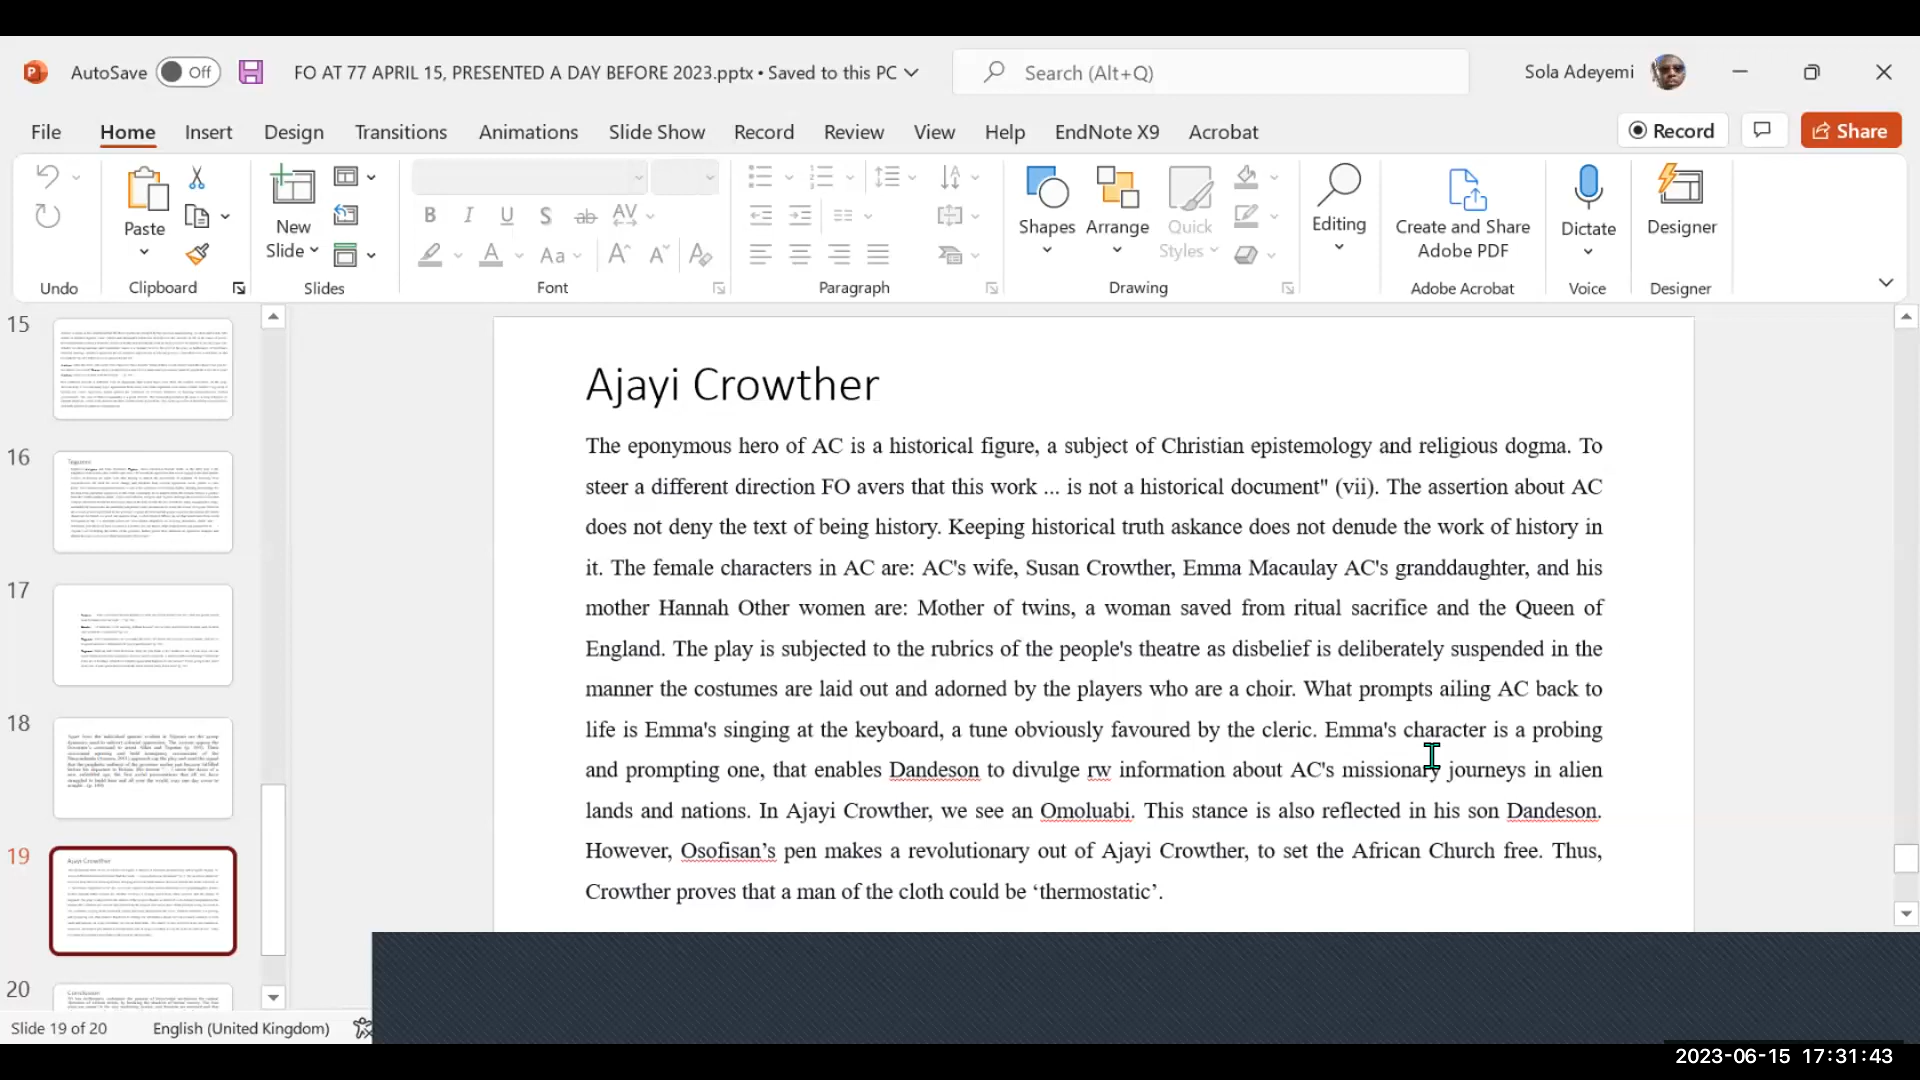 AutoSave Off FO AT 77 APRIL 15, PRESENTED A DAY BEFORE 2023.pptx • Saved to this PC Search (Alt+Q) Sola Adeyemi
File Home Insert Design Transitions Animations Slide Show Record Review View Help EndNote X9 Acrobat Record Share
Paste New Slide Shapes Arrange Quick Styles Editing Create and Share Adobe PDF Dictate Designer
Undo Clipboard Slides Font Paragraph Drawing Adobe Acrobat Voice Designer
15
16
17
18
19
20
Ajayi Crowther
The eponymous hero of AC is a historical figure, a subject of Christian epistemology and religious dogma. To
steer a different direction FO avers that this work ... is not a historical document" (vii). The assertion about AC
does not deny the text of being history. Keeping historical truth askance does not denude the work of history in
it. The female characters in AC are: AC's wife, Susan Crowther, Emma Macaulay AC's granddaughter, and his
mother Hannah Other women are: Mother of twins, a woman saved from ritual sacrifice and the Queen of
England. The play is subjected to the rubrics of the people's theatre as disbelief is deliberately suspended in the
manner the costumes are laid out and adorned by the players who are a choir. What prompts ailing AC back to
life is Emma's singing at the keyboard, a tune obviously favoured by the cleric. Emma's character is a probing
and prompting one, that enables Dandeson to divulge rw information about AC's missionary journeys in alien
lands and nations. In Ajayi Crowther, we see an Omoluabi. This stance is also reflected in his son Dandeson.
However, Osofisan’s pen makes a revolutionary out of Ajayi Crowther, to set the African Church free. Thus,
Crowther proves that a man of the cloth could be ‘thermostatic’.
Slide 19 of 20 English (United Kingdom)
2023-06-15 17:31:43